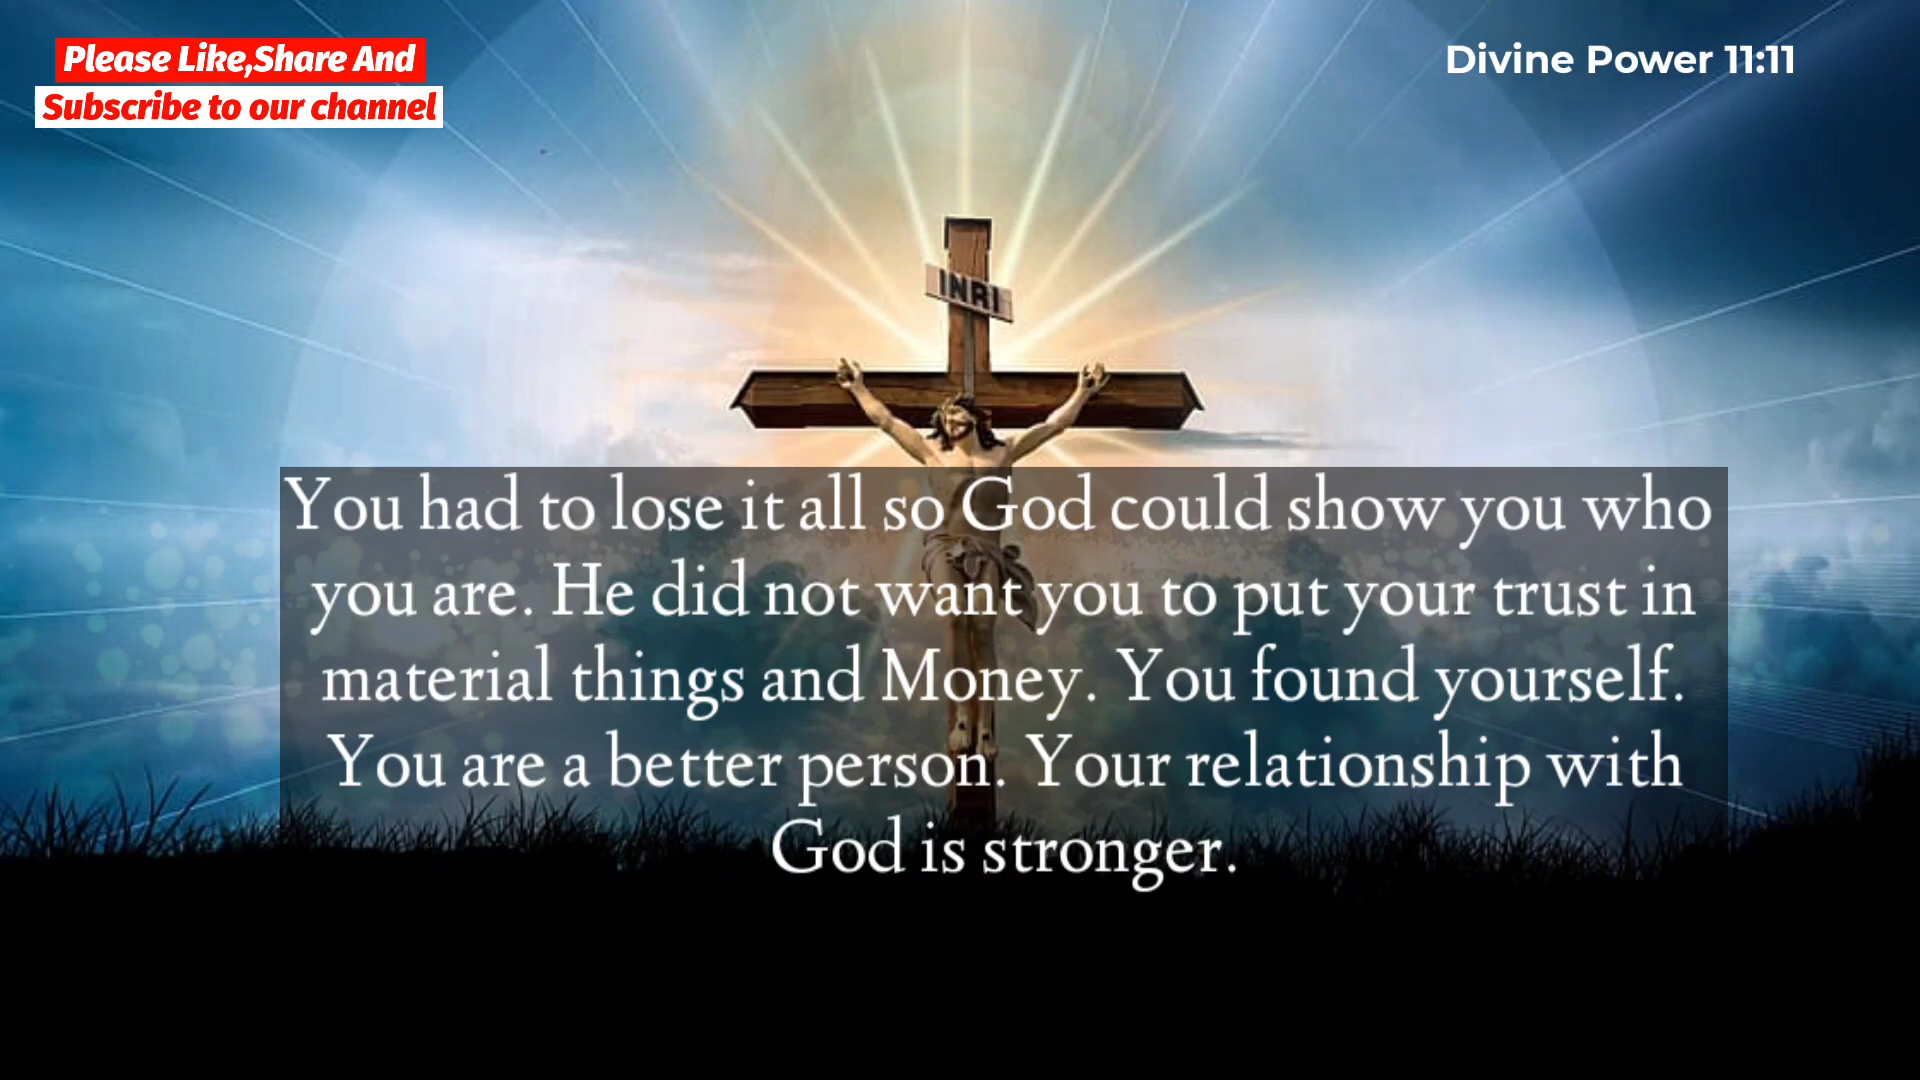 Please Like,Share And
Subscribe to our channel
Divine Power 11:11
INRI
You had to lose it all so God could show you who
you are. He did not want you to put your trust in
material things and Money. You found yourself.
You are a better person. Your relationship with
God is stronger.